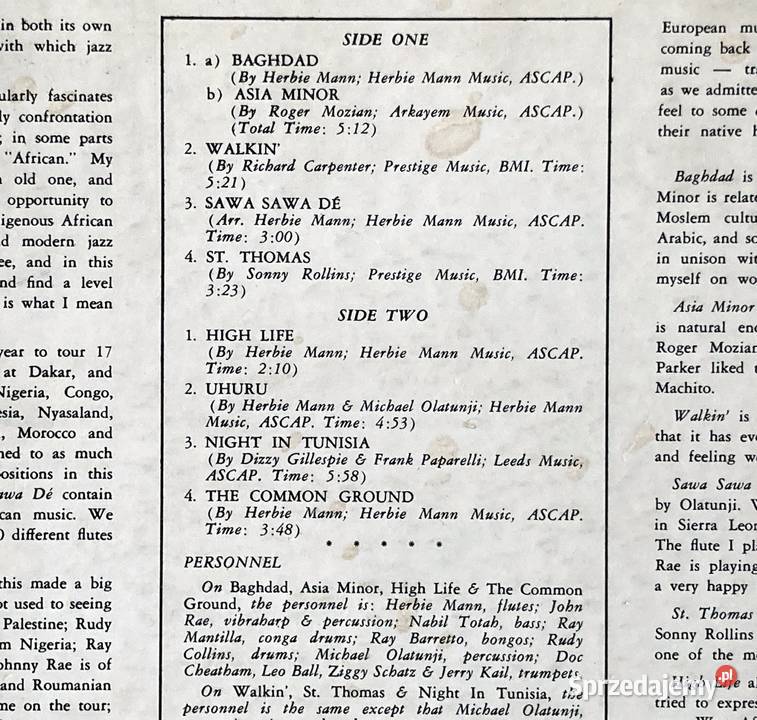 in both its own
with which jazz
ularly fascinates
ly confrontation
; in some parts
"African." My
old one, and
opportunity to
igenous African
d modern jazz
ee, and in this
nd find a level
is what I mean
year to tour 17
at Dakar, and
Nigeria, Congo,
esia, Nyasaland,
, Morocco and
ned to as much
ositions in this
awa Dé contain
can music. We
0 different flutes
this made a big
ot used to seeing
Palestine; Rudy
m Nigeria; Ray
ohnny Rae is of
and Roumanian
me on the tour;
SIDE ONE
1. a) BAGHDAD
(By Herbie Mann; Herbie Mann Music, ASCAP.)
b) ASIA MINOR
(By Roger Mozian; Arkayem Music, ASCAP.)
(Total Time: 5:12)
2. WALKIN'
(By Richard Carpenter; Prestige Music, BMI. Time:
5:21)
3. SAWA SAWA DÉ
(Arr. Herbie Mann; Herbie Mann Music, ASCAP.
Time: 3:00)
4. ST. THOMAS
(By Sonny Rollins; Prestige Music, BMI. Time:
3:23)
SIDE TWO
1. HIGH LIFE
(By Herbie Mann; Herbie Mann Music, ASCAP.
Time: 2:10)
2. UHURU
(By Herbie Mann & Michael Olatunji; Herbie Mann
Music, ASCAP. Time: 4:53)
3. NIGHT IN TUNISIA
(By Dizzy Gillespie & Frank Paparelli; Leeds Music,
ASCAP. Time: 5:58)
4. THE COMMON GROUND
(By Herbie Mann; Herbie Mann Music, ASCAP.
Time: 3:48)
* * * * *
PERSONNEL
On Baghdad, Asia Minor, High Life & The Common
Ground, the personnel is: Herbie Mann, flutes; John
Rae, vibraharp & percussion; Nabil Totah, bass; Ray
Mantilla, conga drums; Ray Barretto, bongos; Rudy
Collins, drums; Michael Olatunji, percussion; Doc
Cheatham, Leo Ball, Ziggy Schatz & Jerry Kail, trumpets.
On Walkin', St. Thomas & Night In Tunisia, the
personnel is the same except that Michael Olatunji,
European mu
coming back
music — tra
as we admitte
feel to some
their native h
Baghdad is
Minor is relate
Moslem cultu
Arabic, and so
in unison wit
myself on wo
Asia Minor
is natural eno
Roger Mozian
Parker liked t
Machito.
Walkin' is
that it has eve
and feeling w
Sawa Sawa
by Olatunji. W
in Sierra Leon
The flute I pl
Rae is playing
a very happy
St. Thomas
Sonny Rollins
one of the m
High Life al
tried to expres
Sprzedajemy .pl